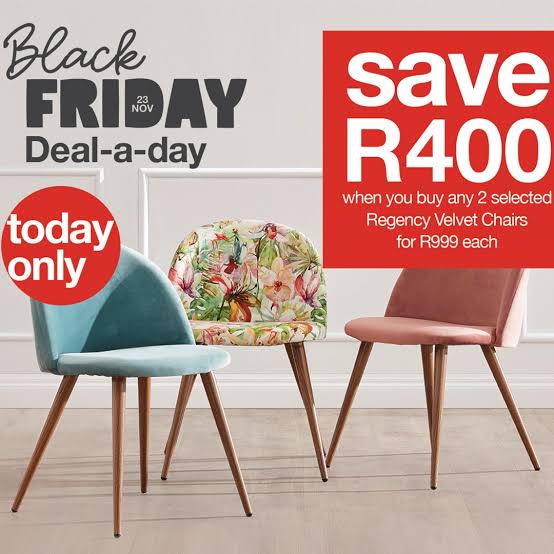 Black
FRIDAY
23
NOV
Deal-a-day
today
only
save
R400
when you buy any 2 selected
Regency Velvet Chairs
for R999 each